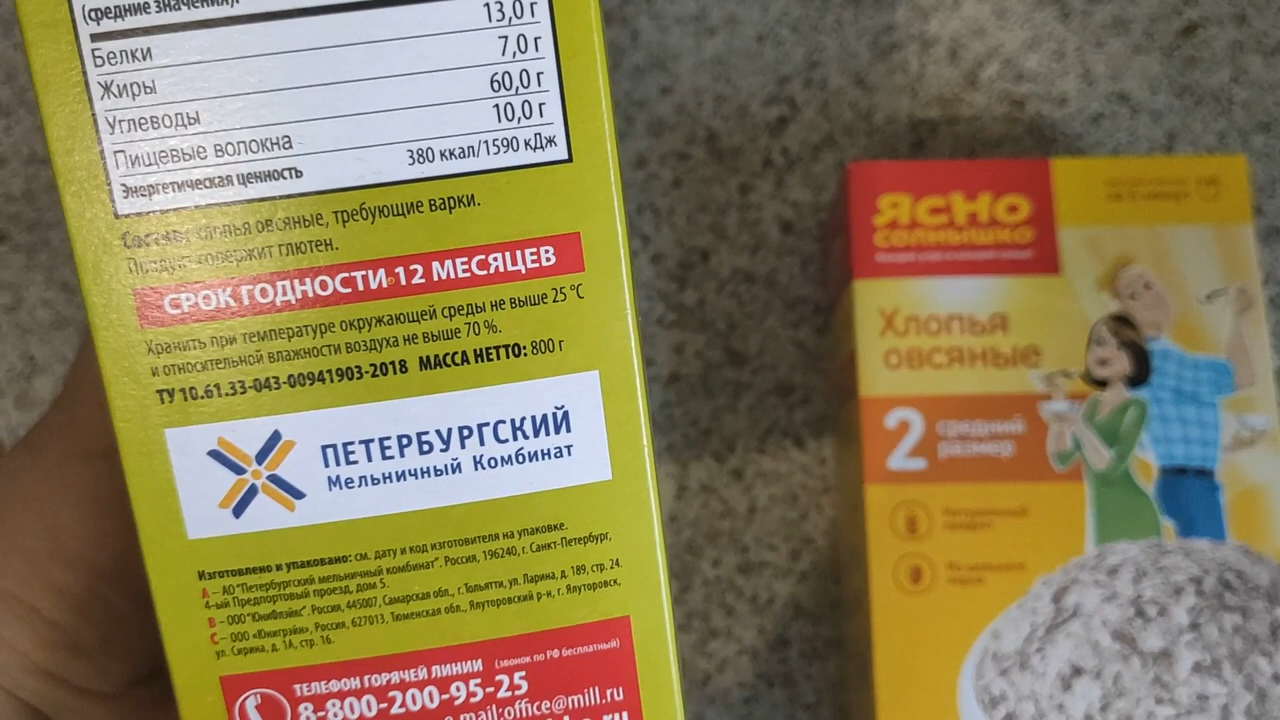 (средние значения):
13,0 г
Белки
7,0 г
Жиры
60,0 г
Углеводы
10,0 г
Пищевые волокна
380 ккал/1590 кДж
Энергетическая ценность
Состав: хлопья овсяные, требующие варки.
Продукт содержит глютен.
СРОК ГОДНОСТИ 12 МЕСЯЦЕВ
Хранить при температуре окружающей среды не выше 25 °C
и относительной влажности воздуха не выше 70 %.
ТУ 10.61.33-043-00941903-2018 МАССА НЕТТО: 800 г
ПЕТЕРБУРГСКИЙ
Мельничный Комбинат
Изготовлено и упаковано: см. дату и код изготовителя на упаковке.
А – АО "Петербургский мельничный комбинат". Россия, 196240, г. Санкт-Петербург,
4-ый Предпортовый проезд, дом 5.
В – ООО "ЮниФлэйкс". Россия, 445007, Самарская обл., г. Тольятти, ул. Ларина, д. 189, стр. 24.
С – ООО «Юнигрэйн», Россия, 627013, Тюменская обл., Ялуторовский р-н, г. Ялуторовск,
ул. Сирина, д. 1А, стр. 16.
ТЕЛЕФОН ГОРЯЧЕЙ ЛИНИИ (звонок по РФ бесплатный)
8-800-200-95-25
mail:office@mill.ru
ЯСНО
СОЛНЫШКО
Хлопья
овсяные
2 средний
размер